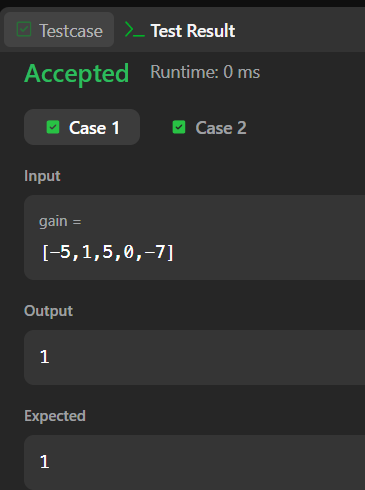 Testcase >_ Test Result
Accepted Runtime: 0 ms
Case 1 Case 2
Input
gain =
[-5,1,5,0,-7]
Output
1
Expected
1